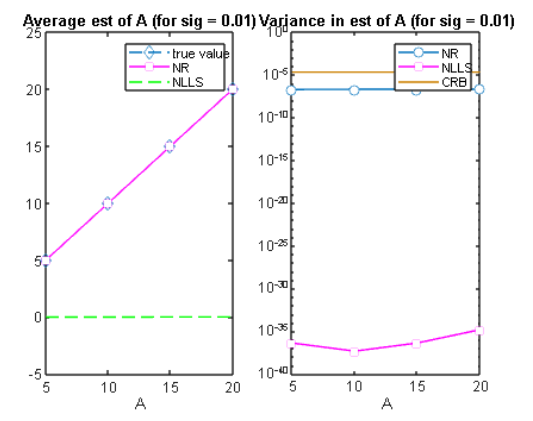 Average est of A (for sig = 0.01)
25
20
15
10
5
0
-5
5 10 15 20
A
true value
NR
NLLS
Variance in est of A (for sig = 0.01)
10^0
10^-5
10^-10
10^-15
10^-20
10^-25
10^-30
10^-35
10^-40
5 10 15 20
A
NR
NLLS
CRB